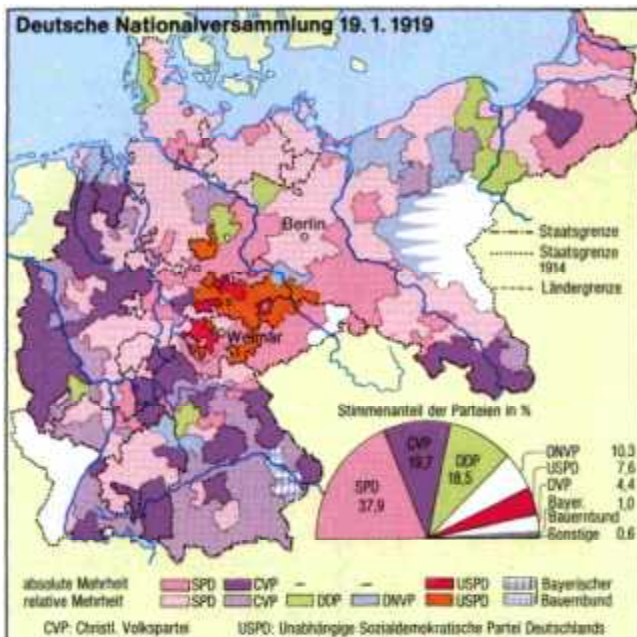 Deutsche Nationalversammlung 19. 1. 1919
Berlin
Weimar
Staatsgrenze
Staatsgrenze
1914
Ländergrenze
Stimmenanteil der Parteien in %
SPD
37,9
CVP
19,7
DDP
18,5
DNVP 10,3
USPD 7,6
DVP 4,4
Bayer. 1,0
Bauernbund
Sonstige 0,6
absolute Mehrheit SPD CVP – – USPD Bayerischer
relative Mehrheit SPD CVP DDP DNVP USPD Bauernbund
CVP: Christl. Volkspartei USPD: Unabhängige Sozialdemokratische Partei Deutschlands